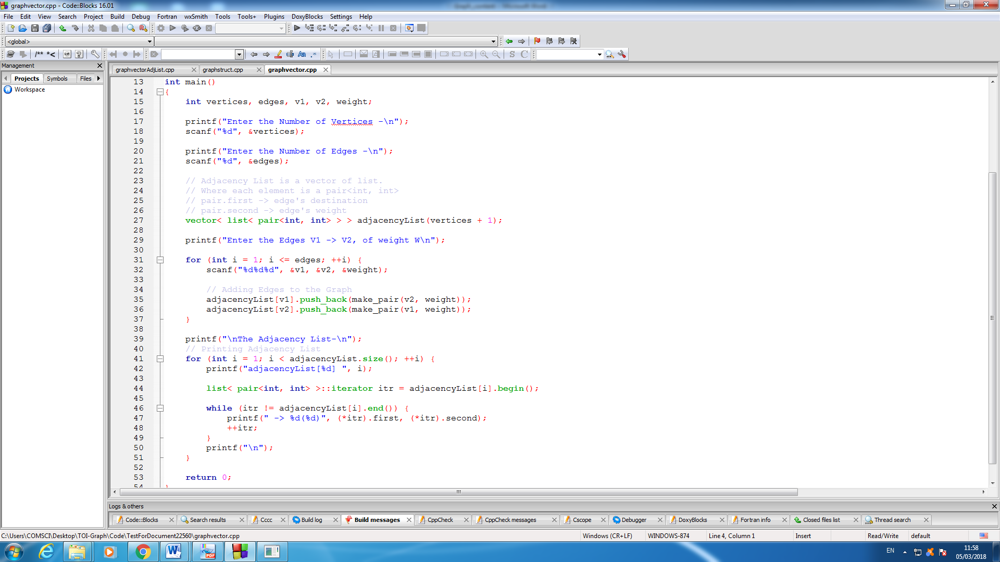 graphvector.cpp - Code::Blocks 16.01
File Edit View Search Project Build Debug Fortran wxSmith Tools Tools+ Plugins DoxyBlocks Settings Help
<global>
/** *<
S C
Management
graphvectorAdjList.cpp graphstruct.cpp graphvector.cpp
Projects Symbols Files
Workspace
13 int main()
14 {
15 int vertices, edges, v1, v2, weight;
16
17 printf("Enter the Number of Vertices -\n");
18 scanf("%d", &vertices);
19
20 printf("Enter the Number of Edges -\n");
21 scanf("%d", &edges);
22
23 // Adjacency List is a vector of list.
24 // Where each element is a pair<int, int>
25 // pair.first -> edge's destination
26 // pair.second -> edge's weight
27 vector< list< pair<int, int> > > adjacencyList(vertices + 1);
28
29 printf("Enter the Edges V1 -> V2, of weight W\n");
30
31 for (int i = 1; i <= edges; ++i) {
32 scanf("%d%d%d", &v1, &v2, &weight);
33
34 // Adding Edges to the Graph
35 adjacencyList[v1].push_back(make_pair(v2, weight));
36 adjacencyList[v2].push_back(make_pair(v1, weight));
37 }
38
39 printf("\nThe Adjacency List-\n");
40 // Printing Adjacency List
41 for (int i = 1; i < adjacencyList.size(); ++i) {
42 printf("adjacencyList[%d] ", i);
43
44 list< pair<int, int> >::iterator itr = adjacencyList[i].begin();
45
46 while (itr != adjacencyList[i].end()) {
47 printf(" -> %d(%d)", (*itr).first, (*itr).second);
48 ++itr;
49 }
50 printf("\n");
51 }
52
53 return 0;
54 }
Logs & others
Code::Blocks Search results Cccc Build log Build messages CppCheck CppCheck messages Cscope Debugger DoxyBlocks Fortran info Closed files list Thread search
C:\Users\COMSCI\Desktop\TOI-Graph\Code\TestForDocument22560\graphvector.cpp Windows (CR+LF) WINDOWS-874 Line 4, Column 1 Insert Read/Write default
EN 11:58
05/03/2018